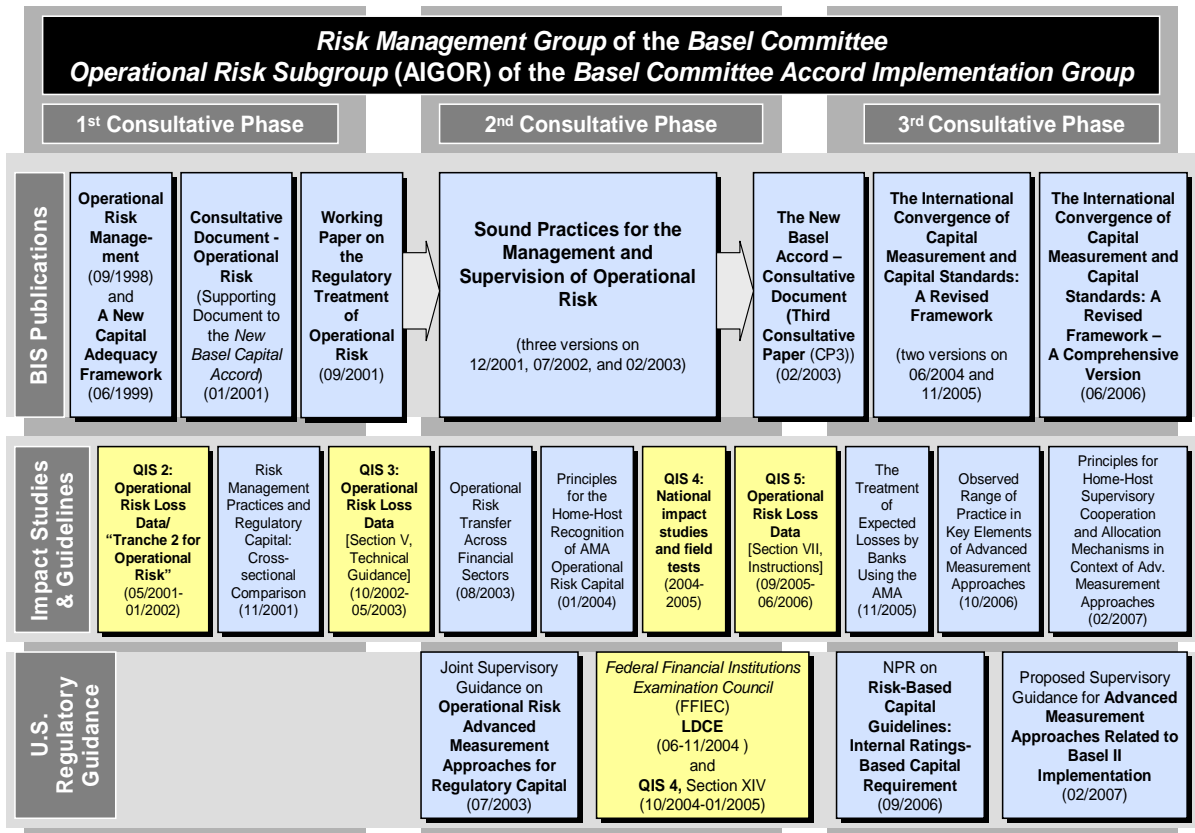 Risk Management Group of the Basel Committee
Operational Risk Subgroup (AIGOR) of the Basel Committee Accord Implementation Group
1st Consultative Phase
2nd Consultative Phase
3rd Consultative Phase
BIS Publications
Operational
Risk
Manage-
ment
(09/1998)
and
A New
Capital
Adequacy
Framework
(06/1999)
Consultative
Document -
Operational
Risk
(Supporting
Document to
the New
Basel Capital
Accord)
(01/2001)
Working
Paper on
the
Regulatory
Treatment
of
Operational
Risk
(09/2001)
Sound Practices for the
Management and
Supervision of Operational
Risk
(three versions on
12/2001, 07/2002, and 02/2003)
The New
Basel
Accord –
Consultative
Document
(Third
Consultative
Paper (CP3))
(02/2003)
The International
Convergence of
Capital
Measurement and
Capital Standards:
A Revised
Framework
(two versions on
06/2004 and
11/2005)
The International
Convergence of
Capital
Measurement and
Capital
Standards: A
Revised
Framework –
A Comprehensive
Version
(06/2006)
Impact Studies
& Guidelines
QIS 2:
Operational
Risk Loss
Data/
“Tranche 2 for
Operational
Risk”
(05/2001-
01/2002)
Risk
Management
Practices and
Regulatory
Capital:
Cross-
sectional
Comparison
(11/2001)
QIS 3:
Operational
Risk Loss
Data
[Section V,
Technical
Guidance]
(10/2002-
05/2003)
Operational
Risk
Transfer
Across
Financial
Sectors
(08/2003)
Principles
for the
Home-Host
Recognition
of AMA
Operational
Risk Capital
(01/2004)
QIS 4:
National
impact
studies
and field
tests
(2004-
2005)
QIS 5:
Operational
Risk Loss
Data
[Section VII,
Instructions]
(09/2005-
06/2006)
The
Treatment
of
Expected
Losses by
Banks
Using the
AMA
(11/2005)
Observed
Range of
Practice in
Key Elements
of Advanced
Measurement
Approaches
(10/2006)
Principles for
Home-Host
Supervisory
Cooperation
and Allocation
Mechanisms in
Context of Adv.
Measurement
Approaches
(02/2007)
U.S.
Regulatory
Guidance
Joint Supervisory
Guidance on
Operational Risk
Advanced
Measurement
Approaches for
Regulatory Capital
(07/2003)
Federal Financial Institutions
Examination Council
(FFIEC)
LDCE
(06-11/2004 )
and
QIS 4, Section XIV
(10/2004-01/2005)
NPR on
Risk-Based
Capital
Guidelines:
Internal Ratings-
Based Capital
Requirement
(09/2006)
Proposed Supervisory
Guidance for Advanced
Measurement
Approaches Related to
Basel II
Implementation
(02/2007)